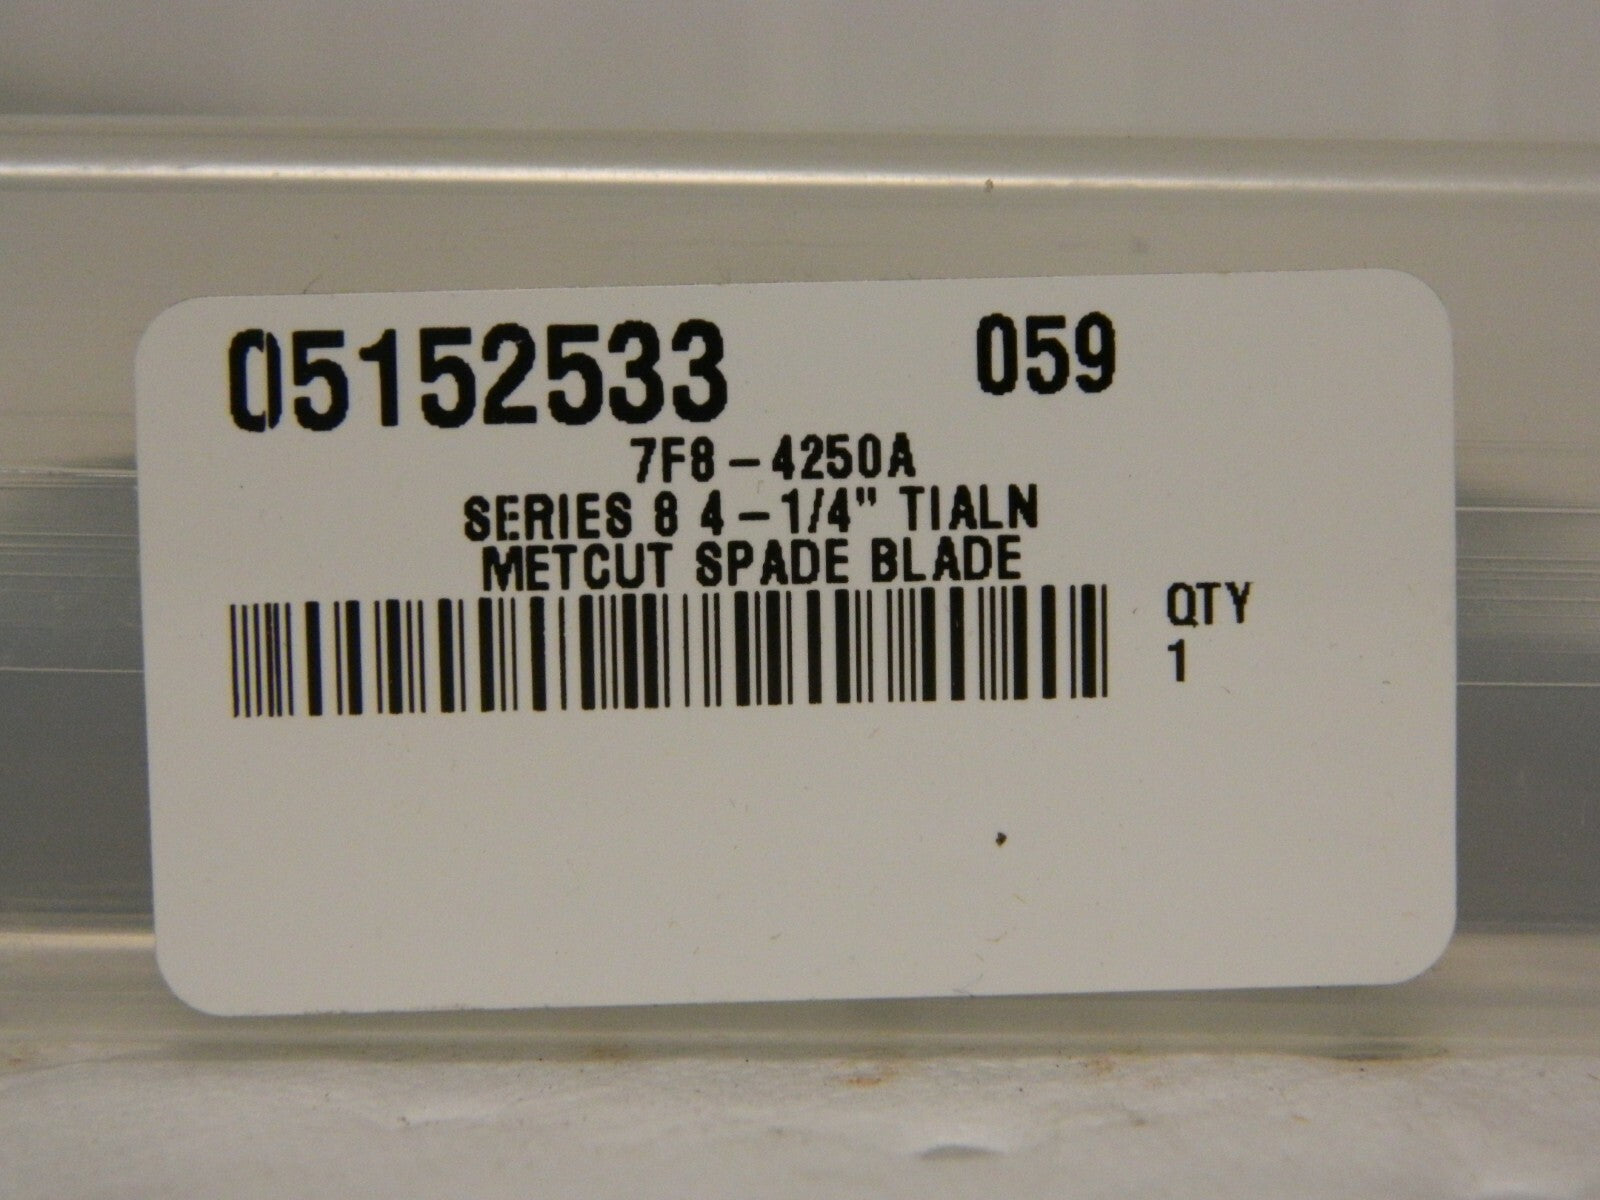 05152533 059
7F8-4250A
SERIES 8 4-1/4" TIALN
METCUT SPADE BLADE
QTY
1